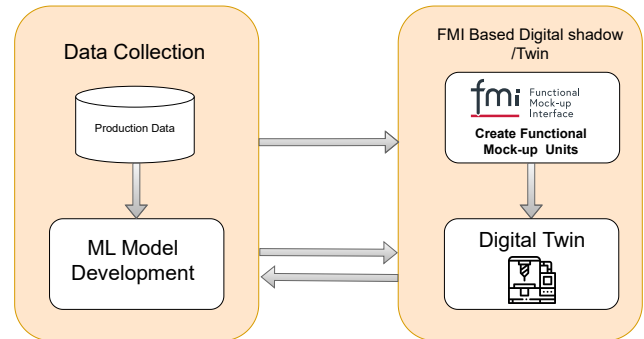 Data Collection
Production Data
ML Model
Development
FMI Based Digital shadow
/Twin
fmi Functional
Mock-up
Interface
Create Functional
Mock-up Units
Digital Twin